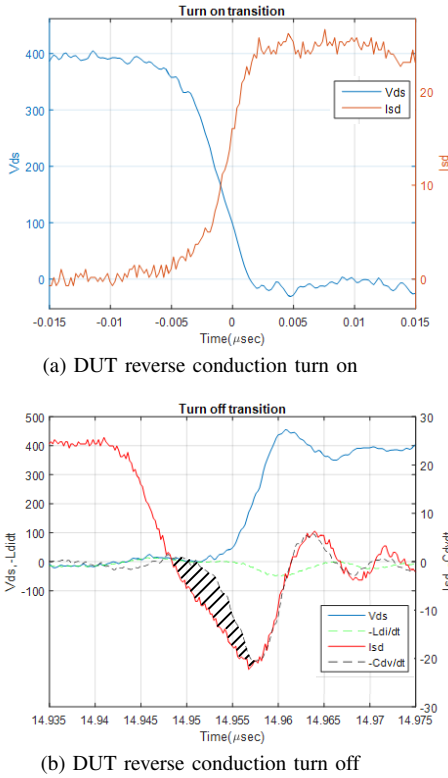 Turn on transition
400
300
200
100
0
Vds
20
10
0
Isd
Vds
Isd
-0.015
-0.01
-0.005
0
0.005
0.01
0.015
Time(μsec)
(a) DUT reverse conduction turn on
Turn off transition
500
400
300
200
100
0
-100
Vds,-Ldidt
30
20
10
0
-10
-20
-30
Isd,-Cdvdt
Vds
-Ldi/dt
Isd
-Cdv/dt
14.935
14.94
14.945
14.95
14.955
14.96
14.965
14.97
14.975
Time(μsec)
(b) DUT reverse conduction turn off